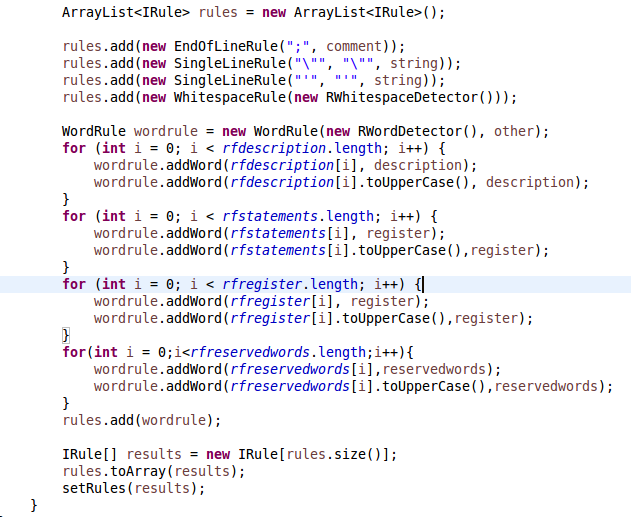 ArrayList<IRule> rules = new ArrayList<IRule>();

rules.add(new EndOfLineRule(";", comment));
rules.add(new SingleLineRule("\"", "\"", string));
rules.add(new SingleLineRule("'", "'", string));
rules.add(new WhitespaceRule(new RWhitespaceDetector()));

WordRule wordrule = new WordRule(new RWordDetector(), other);
for (int i = 0; i < rfdescription.length; i++) {
    wordrule.addWord(rfdescription[i], description);
    wordrule.addWord(rfdescription[i].toUpperCase(), description);
}
for (int i = 0; i < rfstatements.length; i++) {
    wordrule.addWord(rfstatements[i], register);
    wordrule.addWord(rfstatements[i].toUpperCase(),register);
}
for (int i = 0; i < rfregister.length; i++) {
    wordrule.addWord(rfregister[i], register);
    wordrule.addWord(rfregister[i].toUpperCase(),register);
}
for(int i = 0;i<rfreservedwords.length;i++){
    wordrule.addWord(rfreservedwords[i],reservedwords);
    wordrule.addWord(rfreservedwords[i].toUpperCase(),reservedwords);
}
rules.add(wordrule);

IRule[] results = new IRule[rules.size()];
rules.toArray(results);
setRules(results);
}